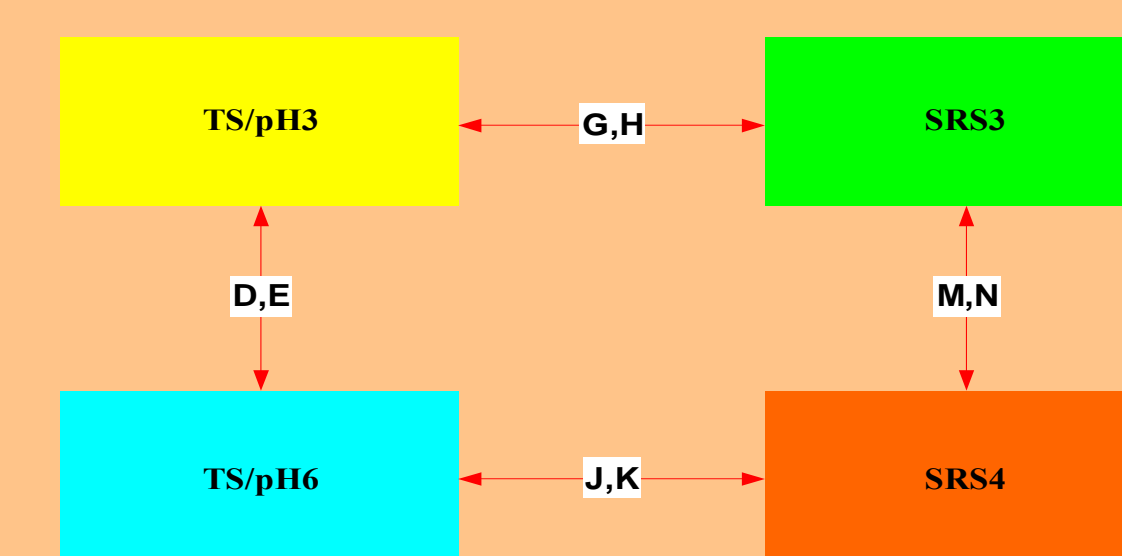 TS/pH3
G,H
SRS3
D,E
M,N
TS/pH6
J,K
SRS4